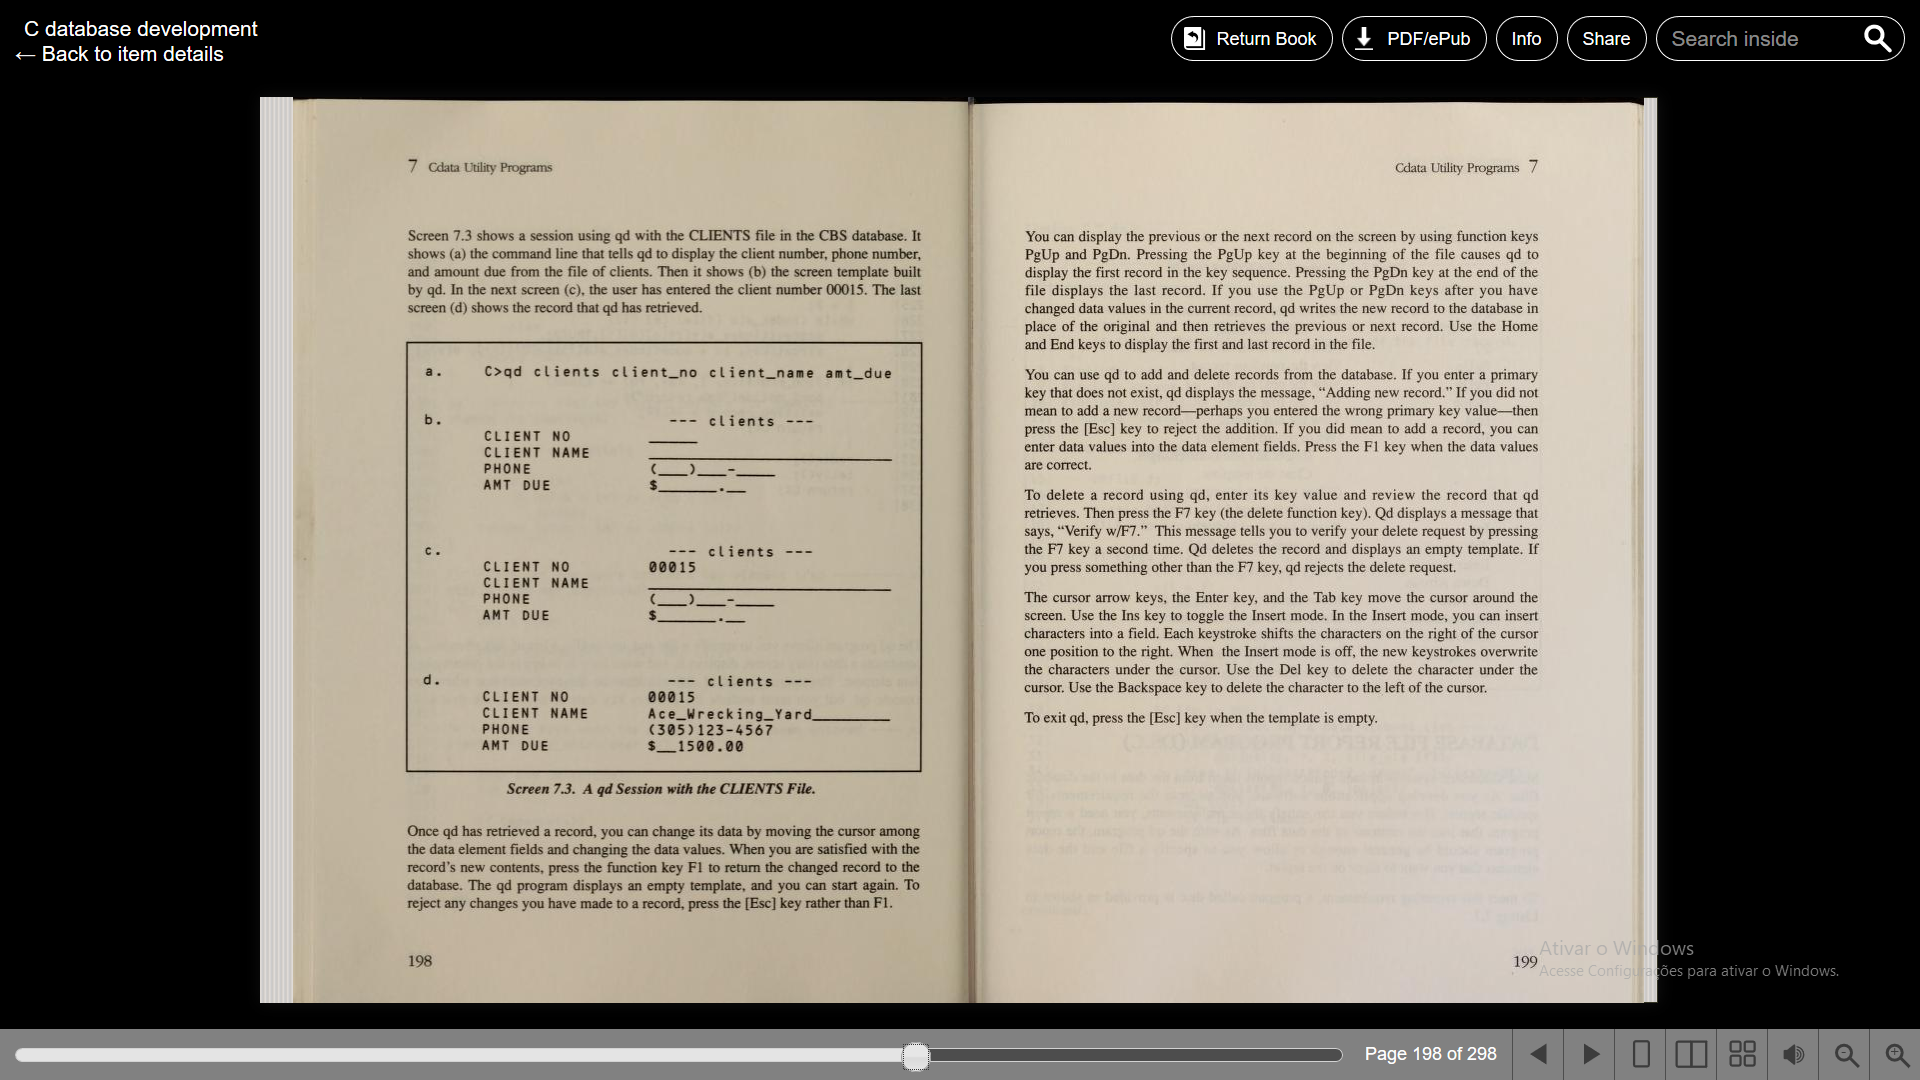 C database development
← Back to item details
Return Book
PDF/ePub
Info
Share
Search inside
7 Cdata Utility Programs
Screen 7.3 shows a session using qd with the CLIENTS file in the CBS database. It
shows (a) the command line that tells qd to display the client number, phone number,
and amount due from the file of clients. Then it shows (b) the screen template built
by qd. In the next screen (c), the user has entered the client number 00015. The last
screen (d) shows the record that qd has retrieved.
a. C>qd clients client_no client_name amt_due
b. --- clients ---
CLIENT NO _____
CLIENT NAME _________________________
PHONE (___)___-____
AMT DUE $______.__
c. --- clients ---
CLIENT NO 00015
CLIENT NAME _________________________
PHONE (___)___-____
AMT DUE $______.__
d. --- clients ---
CLIENT NO 00015
CLIENT NAME Ace_Wrecking_Yard________
PHONE (305)123-4567
AMT DUE $__1500.00
Screen 7.3. A qd Session with the CLIENTS File.
Once qd has retrieved a record, you can change its data by moving the cursor among
the data element fields and changing the data values. When you are satisfied with the
record's new contents, press the function key F1 to return the changed record to the
database. The qd program displays an empty template, and you can start again. To
reject any changes you have made to a record, press the [Esc] key rather than F1.
198
Cdata Utility Programs 7
You can display the previous or the next record on the screen by using function keys
PgUp and PgDn. Pressing the PgUp key at the beginning of the file causes qd to
display the first record in the key sequence. Pressing the PgDn key at the end of the
file displays the last record. If you use the PgUp or PgDn keys after you have
changed data values in the current record, qd writes the new record to the database in
place of the original and then retrieves the previous or next record. Use the Home
and End keys to display the first and last record in the file.
You can use qd to add and delete records from the database. If you enter a primary
key that does not exist, qd displays the message, “Adding new record.” If you did not
mean to add a new record—perhaps you entered the wrong primary key value—then
press the [Esc] key to reject the addition. If you did mean to add a record, you can
enter data values into the data element fields. Press the F1 key when the data values
are correct.
To delete a record using qd, enter its key value and review the record that qd
retrieves. Then press the F7 key (the delete function key). Qd displays a message that
says, “Verify w/F7.” This message tells you to verify your delete request by pressing
the F7 key a second time. Qd deletes the record and displays an empty template. If
you press something other than the F7 key, qd rejects the delete request.
The cursor arrow keys, the Enter key, and the Tab key move the cursor around the
screen. Use the Ins key to toggle the Insert mode. In the Insert mode, you can insert
characters into a field. Each keystroke shifts the characters on the right of the cursor
one position to the right. When the Insert mode is off, the new keystrokes overwrite
the characters under the cursor. Use the Del key to delete the character under the
cursor. Use the Backspace key to delete the character to the left of the cursor.
To exit qd, press the [Esc] key when the template is empty.
199
Ativar o Windows
Acesse Configurações para ativar o Windows.
Page 198 of 298